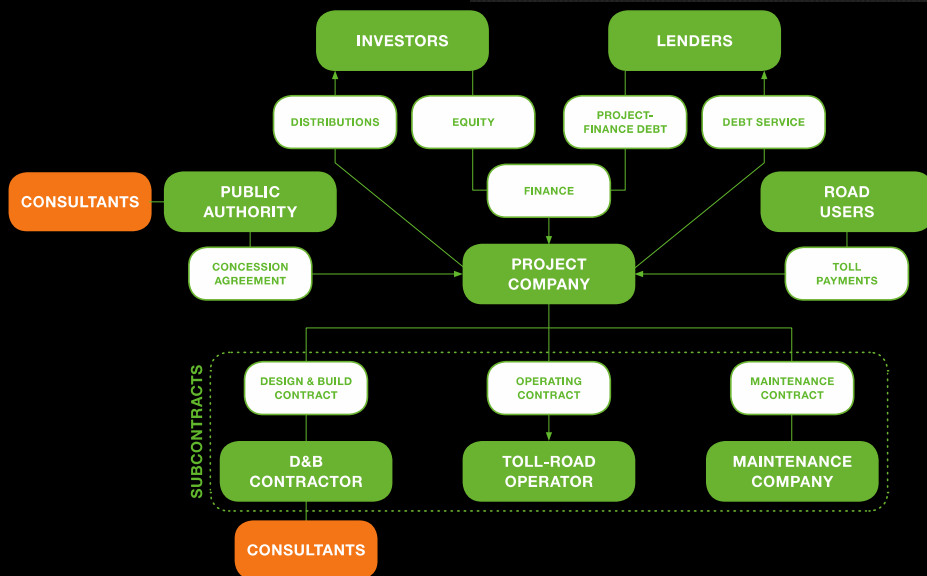 INVESTORS
LENDERS
DISTRIBUTIONS
EQUITY
PROJECT-
FINANCE DEBT
DEBT SERVICE
CONSULTANTS
PUBLIC
AUTHORITY
FINANCE
ROAD
USERS
CONCESSION
AGREEMENT
PROJECT
COMPANY
TOLL
PAYMENTS
SUBCONTRACTS
DESIGN & BUILD
CONTRACT
OPERATING
CONTRACT
MAINTENANCE
CONTRACT
D&B
CONTRACTOR
TOLL-ROAD
OPERATOR
MAINTENANCE
COMPANY
CONSULTANTS